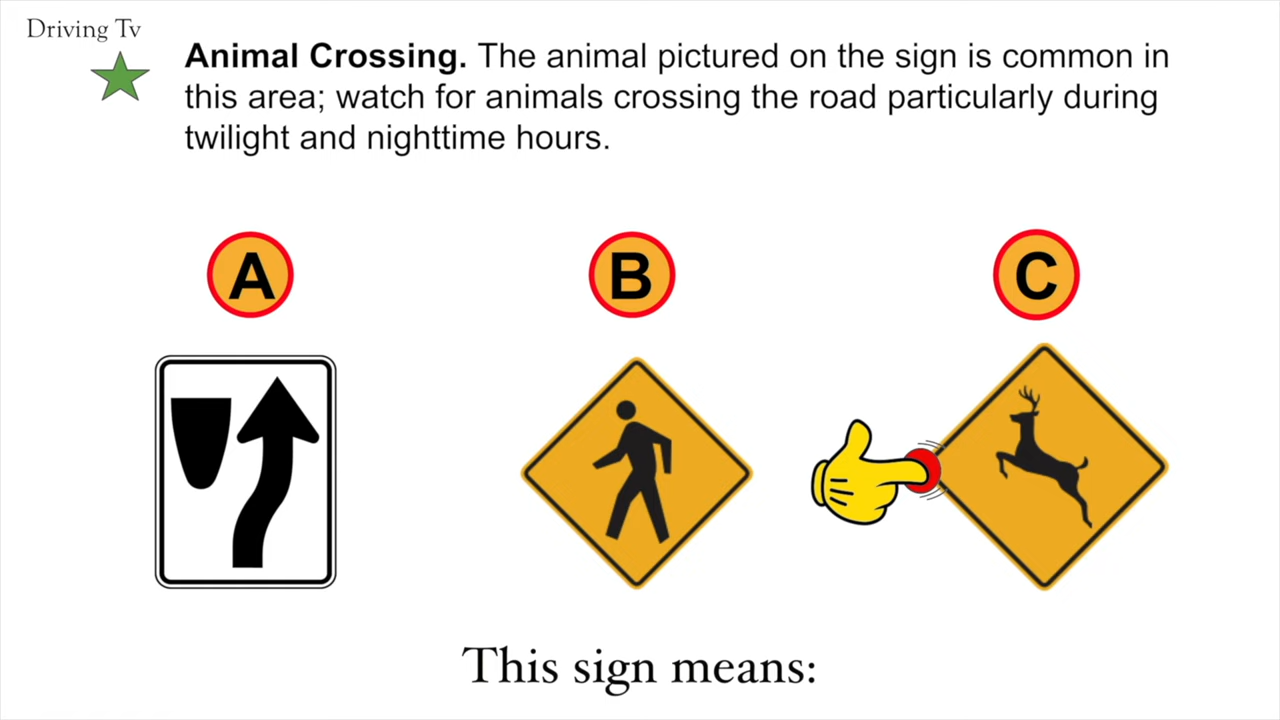 Driving Tv
Animal Crossing. The animal pictured on the sign is common in
this area; watch for animals crossing the road particularly during
twilight and nighttime hours.
A
B
C
This sign means: